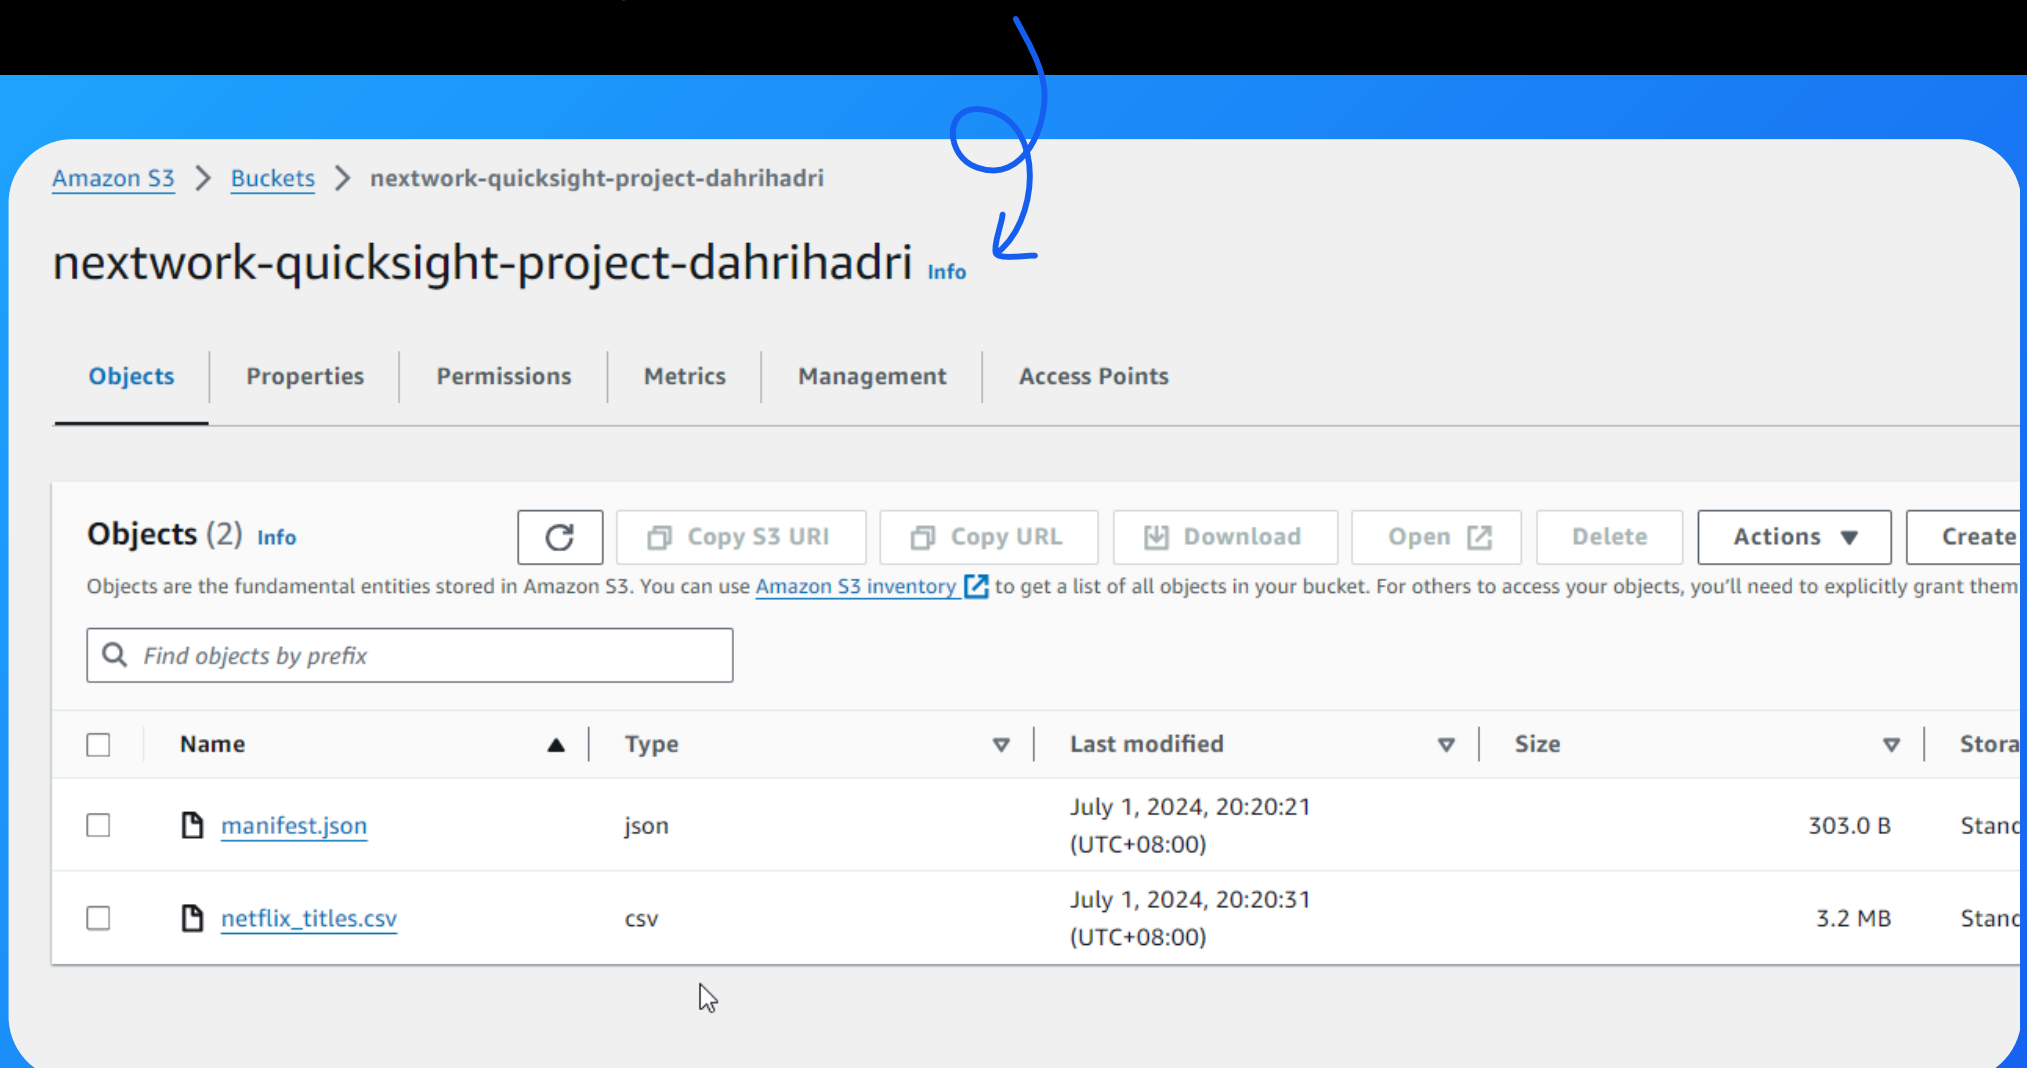 Amazon S3 > Buckets > nextwork-quicksight-project-dahrihadri
nextwork-quicksight-project-dahrihadri Info
Objects Properties Permissions Metrics Management Access Points
Objects (2) Info Copy S3 URI Copy URL Download Open Delete Actions Create
Objects are the fundamental entities stored in Amazon S3. You can use Amazon S3 inventory to get a list of all objects in your bucket. For others to access your objects, you'll need to explicitly grant them
Find objects by prefix
Name Type Last modified Size Stora
manifest.json json July 1, 2024, 20:20:21 (UTC+08:00) 303.0 B Stand
netflix_titles.csv csv July 1, 2024, 20:20:31 (UTC+08:00) 3.2 MB Stand